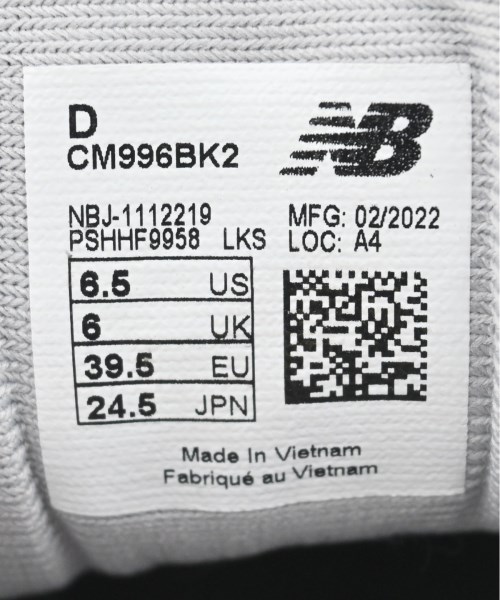 D
CM996BK2
NB
NBJ-1112219
PSHHF9958 LKS
MFG: 02/2022
LOC: A4
6.5 US
6 UK
39.5 EU
24.5 JPN
Made In Vietnam
Fabriqué au Vietnam